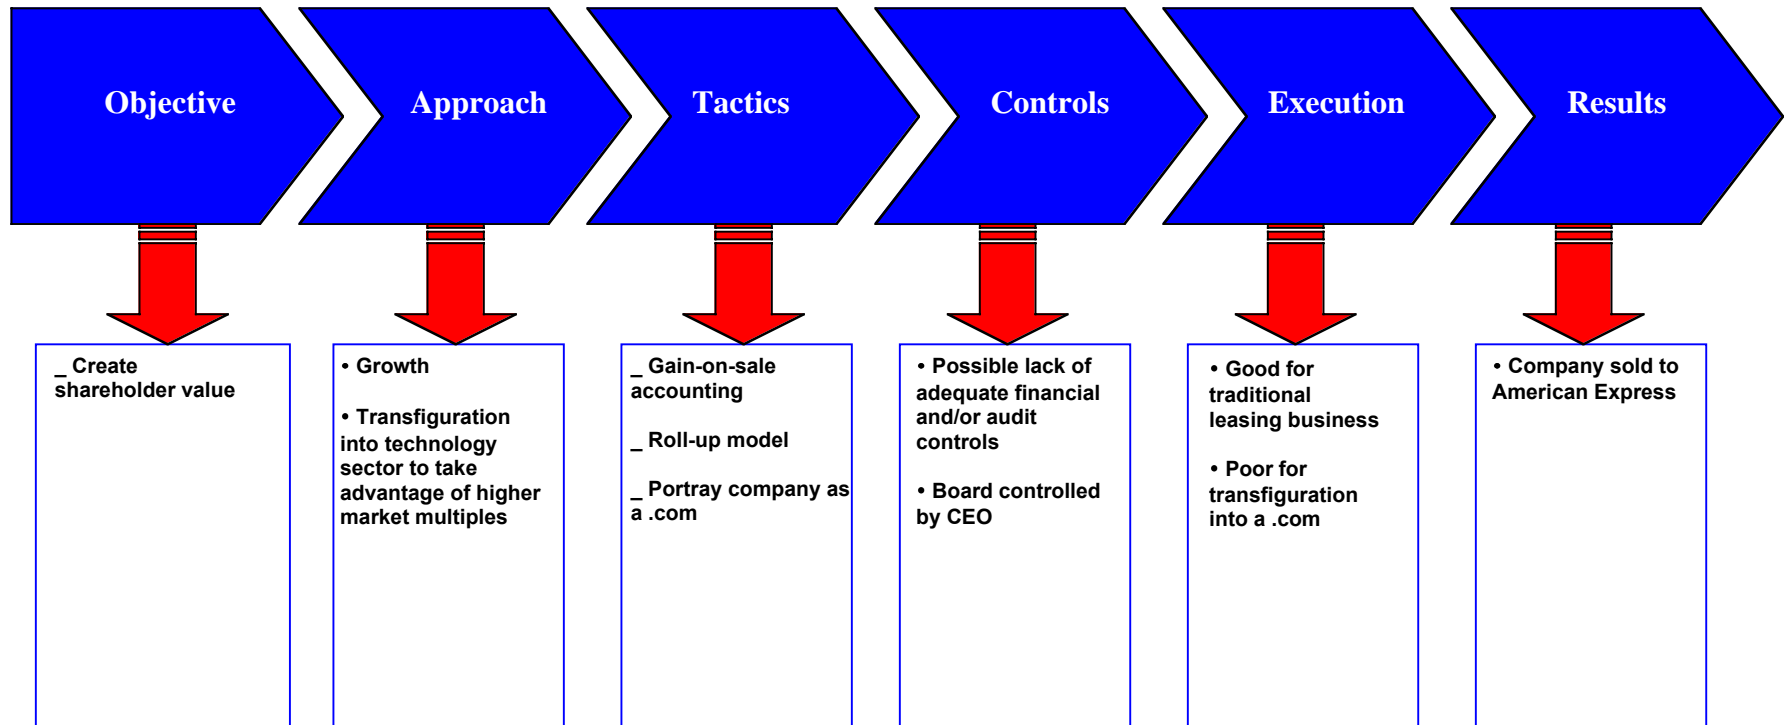 Objective
Approach
Tactics
Controls
Execution
Results
_ Create
shareholder value
• Growth
• Transfiguration
into technology
sector to take
advantage of higher
market multiples
_ Gain-on-sale
accounting
_ Roll-up model
_ Portray company as
a .com
• Possible lack of
adequate financial
and/or audit
controls
• Board controlled
by CEO
• Good for
traditional
leasing business
• Poor for
transfiguration
into a .com
• Company sold to
American Express